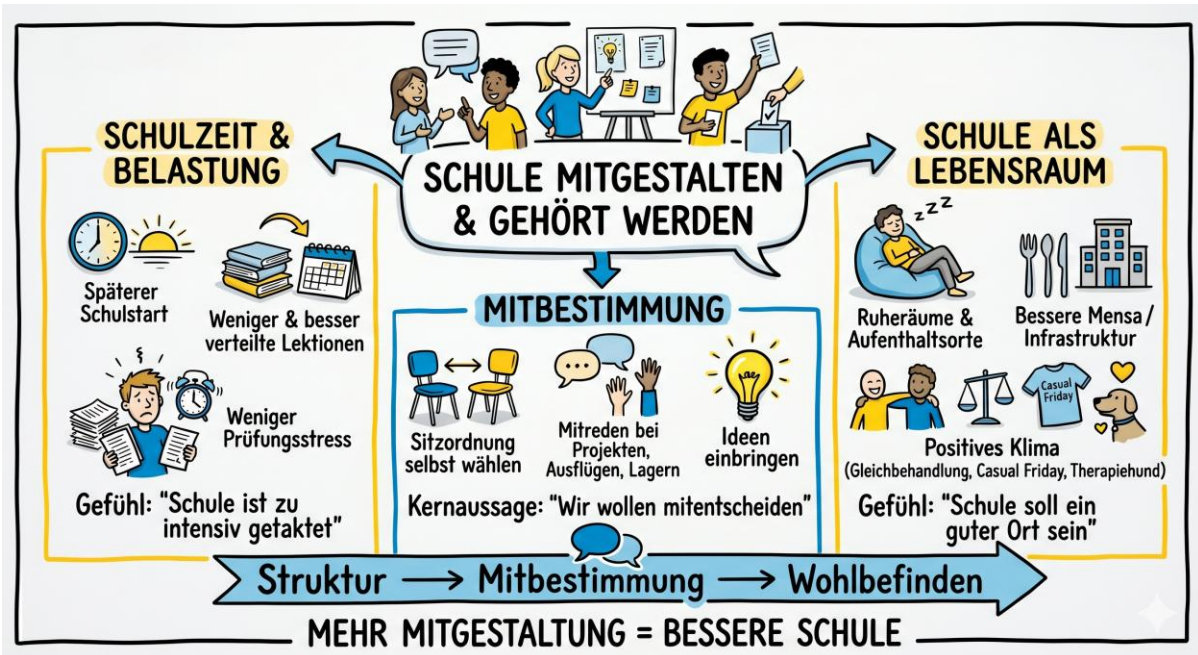 SCHULE MITGESTALTEN
& GEHÖRT WERDEN
SCHULZEIT &
BELASTUNG
Späterer
Schulstart
Weniger & besser
verteilte Lektionen
Weniger
Prüfungsstress
Gefühl: "Schule ist zu
intensiv getaktet"
MITBESTIMMUNG
Sitzordnung
selbst wählen
Mitreden bei
Projekten,
Ausflügen, Lagern
Ideen
einbringen
Kernaussage: "Wir wollen mitentscheiden"
SCHULE ALS
LEBENSRAUM
zzz
Ruheräume &
Aufenthaltsorte
Bessere Mensa/
Infrastruktur
Casual
Friday
Positives Klima
(Gleichbehandlung, Casual Friday, Therapiehund)
Gefühl: "Schule soll ein
guter Ort sein"
Struktur → Mitbestimmung → Wohlbefinden
MEHR MITGESTALTUNG = BESSERE SCHULE